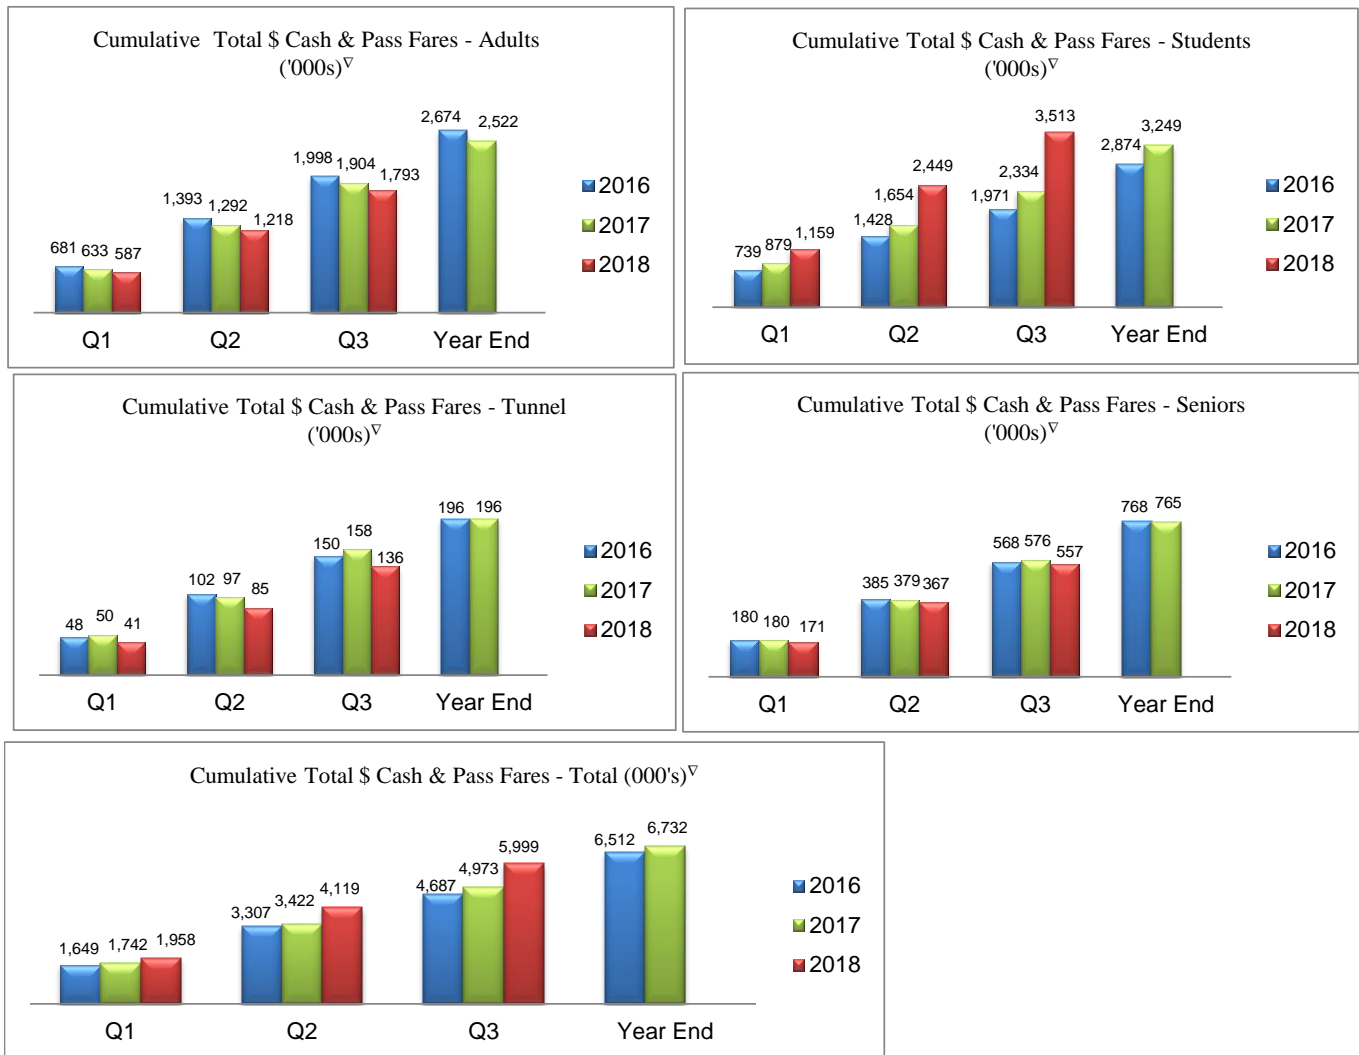 Cumulative Total $ Cash & Pass Fares - Adults
('000s)∇
2,674
2,522
1,998
1,904
1,793
1,393
1,292
1,218
681
633
587
2016
2017
2018
Q1
Q2
Q3
Year End
Cumulative Total $ Cash & Pass Fares - Students
('000s)∇
3,513
3,249
2,874
2,449
2,334
1,971
1,654
1,428
1,159
739
879
2016
2017
2018
Q1
Q2
Q3
Year End
Cumulative Total $ Cash & Pass Fares - Tunnel
('000s)∇
196
196
150
158
136
102
97
85
48
50
41
2016
2017
2018
Q1
Q2
Q3
Year End
Cumulative Total $ Cash & Pass Fares - Seniors
('000s)∇
768
765
568
576
557
385
379
367
180
180
171
2016
2017
2018
Q1
Q2
Q3
Year End
Cumulative Total $ Cash & Pass Fares - Total (000's)∇
6,512
6,732
5,999
4,973
4,687
4,119
3,422
3,307
1,649
1,742
1,958
2016
2017
2018
Q1
Q2
Q3
Year End